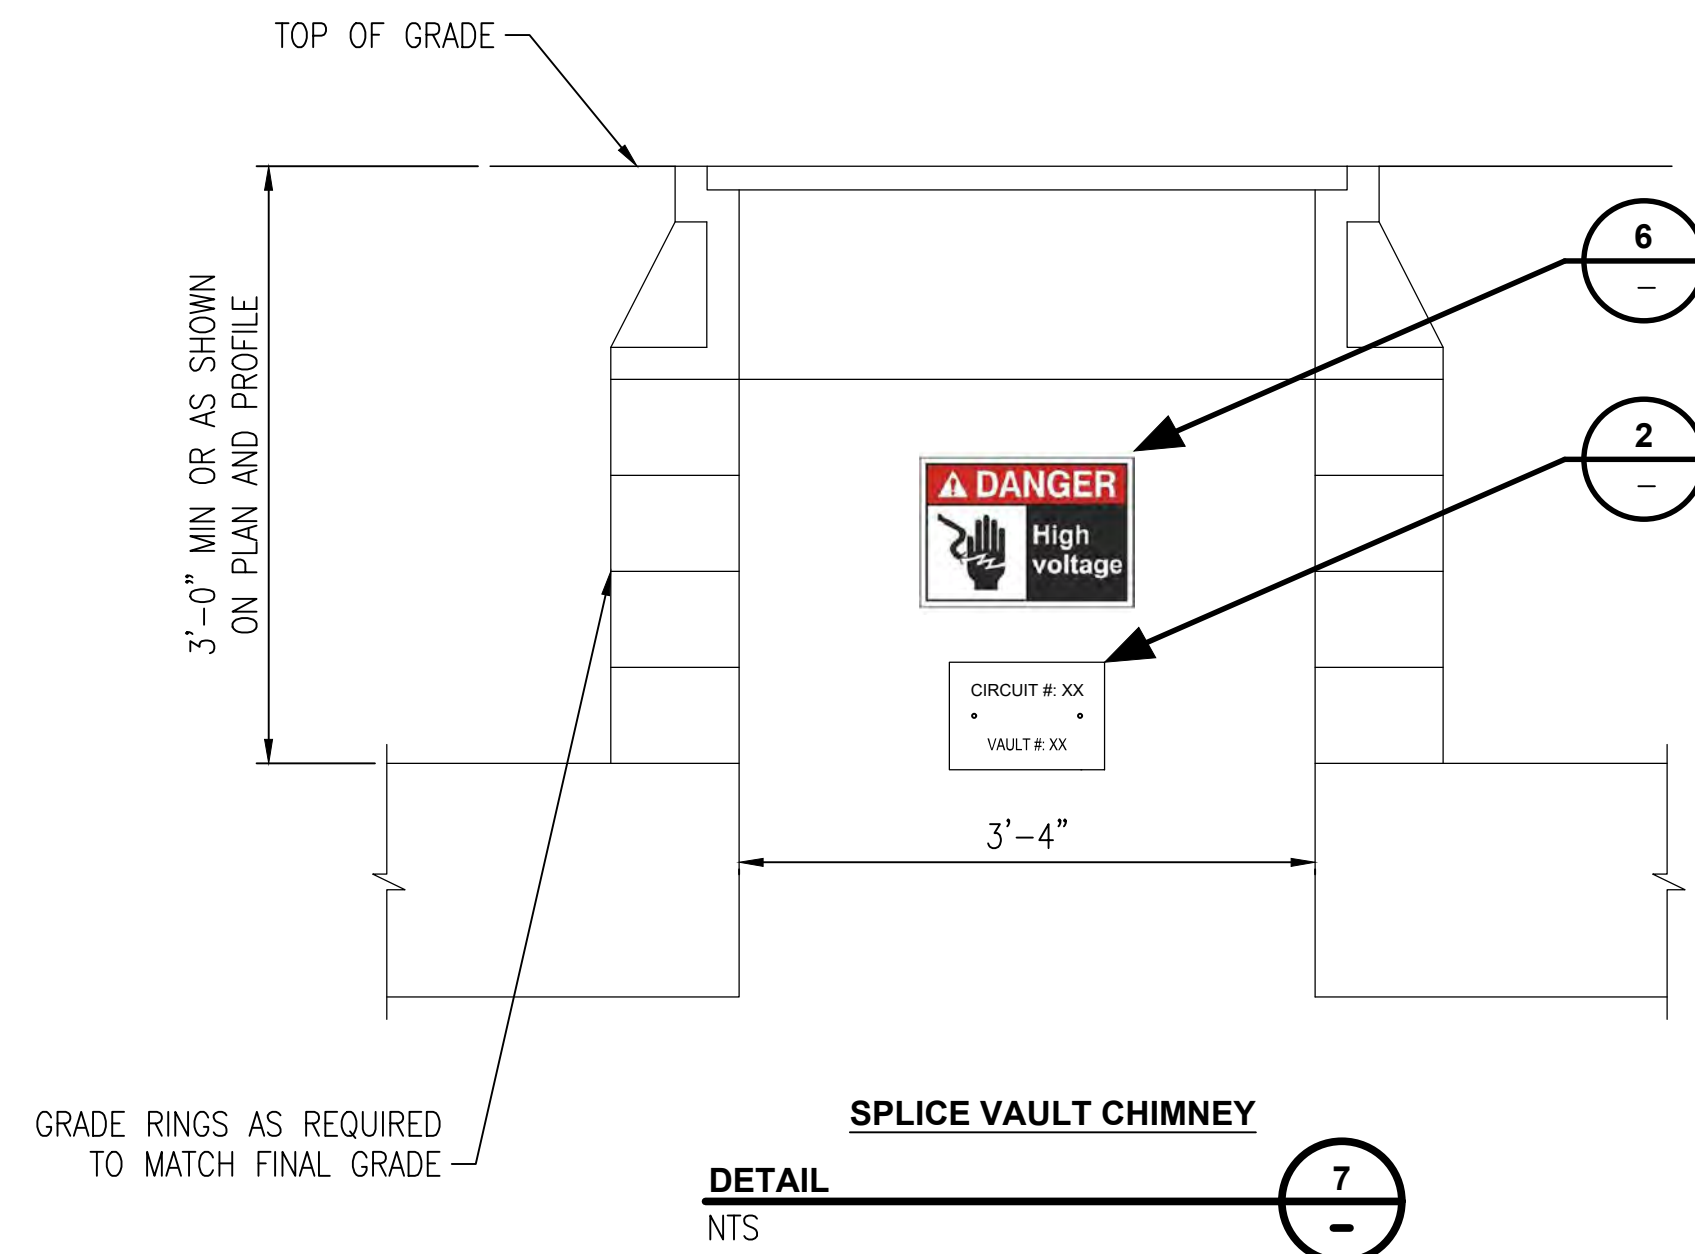 TOP OF GRADE
3’-0” MIN OR AS SHOWN
ON PLAN AND PROFILE
6
–
2
–
DANGER
High
voltage
CIRCUIT #: XX
VAULT #: XX
3’-4”
GRADE RINGS AS REQUIRED
TO MATCH FINAL GRADE
SPLICE VAULT CHIMNEY
DETAIL
NTS
7
-